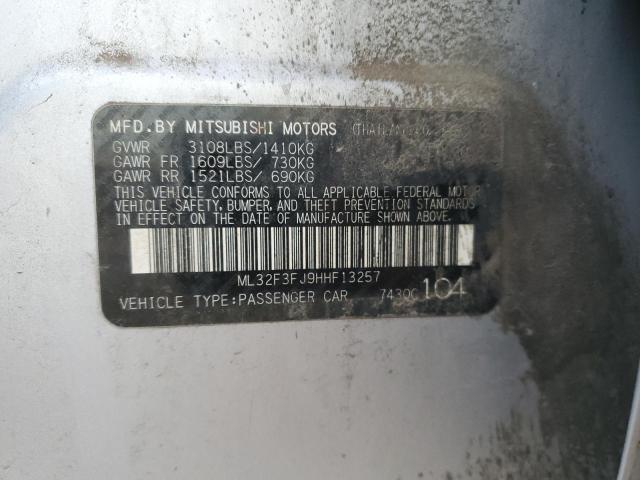 MFD.BY MITSUBISHI MOTORS
GVWR 3108LBS/1410KG
GAWR FR 1609LBS/ 730KG
GAWR RR 1521LBS/ 690KG
THIS VEHICLE CONFORMS TO ALL APPLICABLE FEDERAL MOTOR
VEHICLE SAFETY, BUMPER, AND THEFT PREVENTION STANDARDS
IN EFFECT ON THE DATE OF MANUFACTURE SHOWN ABOVE.
ML32F3FJ9HHF13257
VEHICLE TYPE:PASSENGER CAR 7430C 104